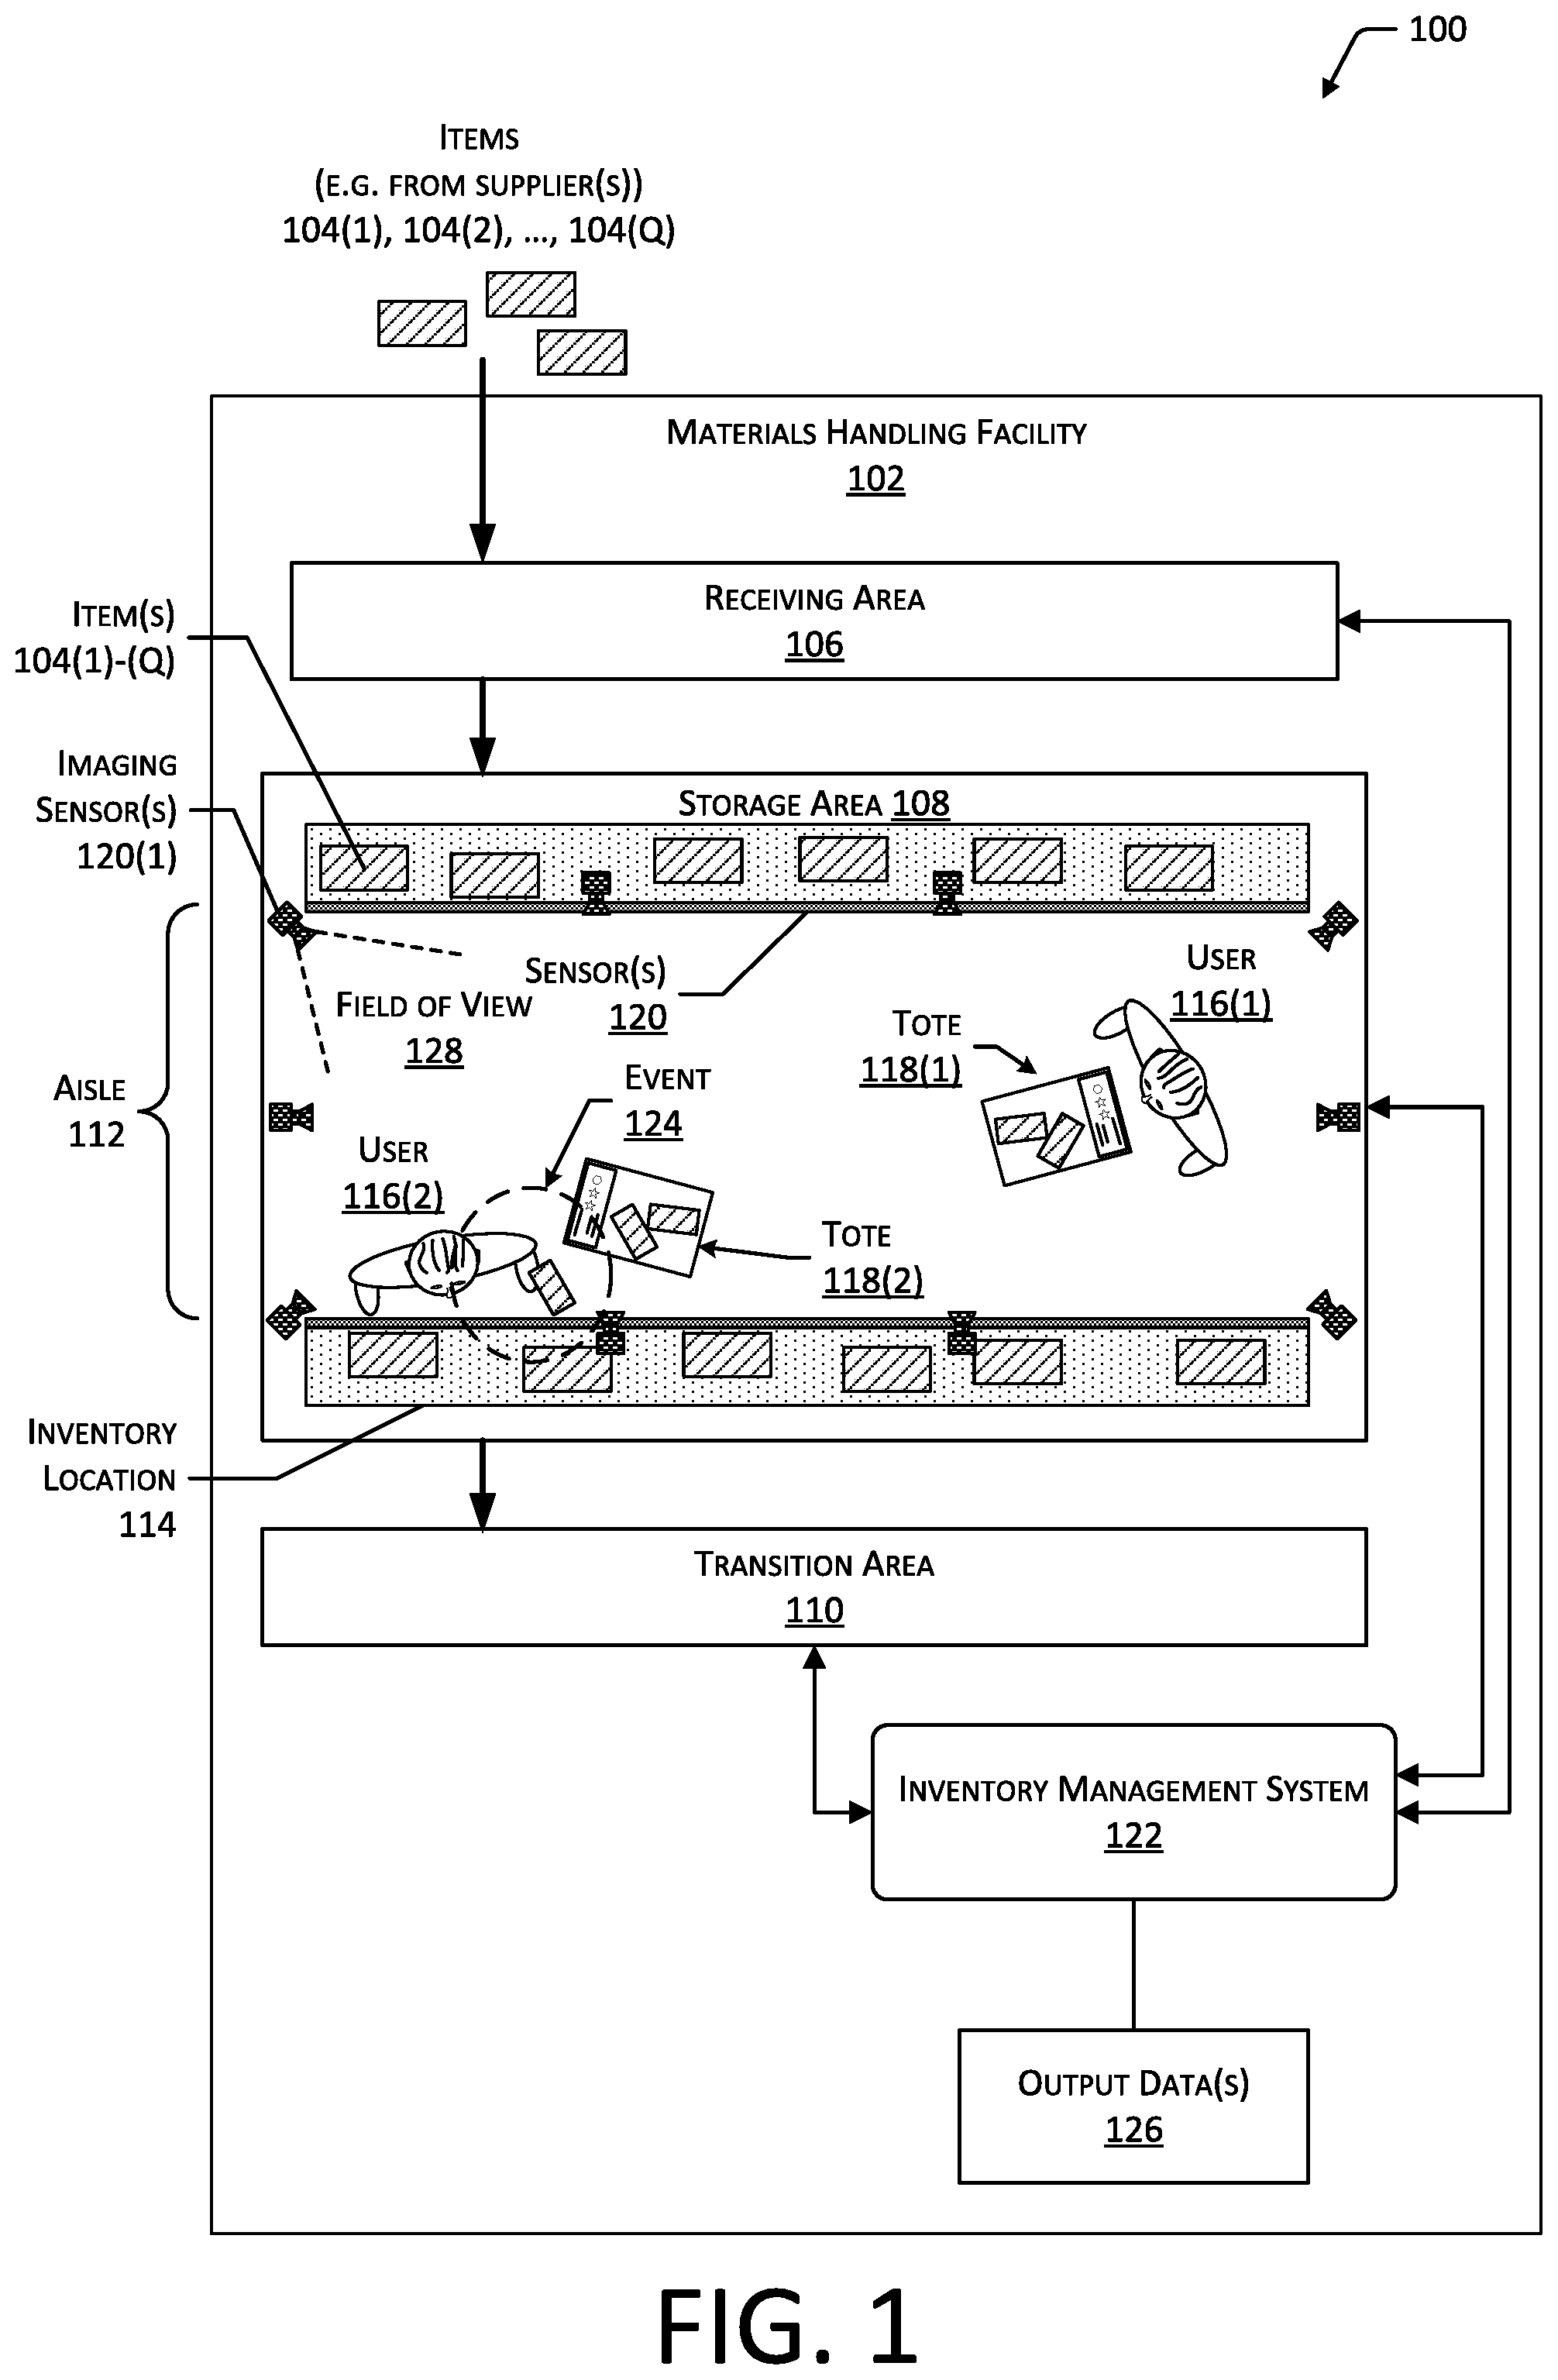 100
ITEMS
(E.G. FROM SUPPLIER(S))
104(1), 104(2), ..., 104(Q)
MATERIALS HANDLING FACILITY
102
RECEIVING AREA
106
ITEM(S)
104(1)-(Q)
IMAGING
SENSOR(S)
120(1)
STORAGE AREA 108
SENSOR(S)
120
USER
116(1)
FIELD OF VIEW
128
TOTE
118(1)
EVENT
124
AISLE
112
USER
116(2)
TOTE
118(2)
INVENTORY
LOCATION
114
TRANSITION AREA
110
INVENTORY MANAGEMENT SYSTEM
122
OUTPUT DATA(S)
126
FIG. 1